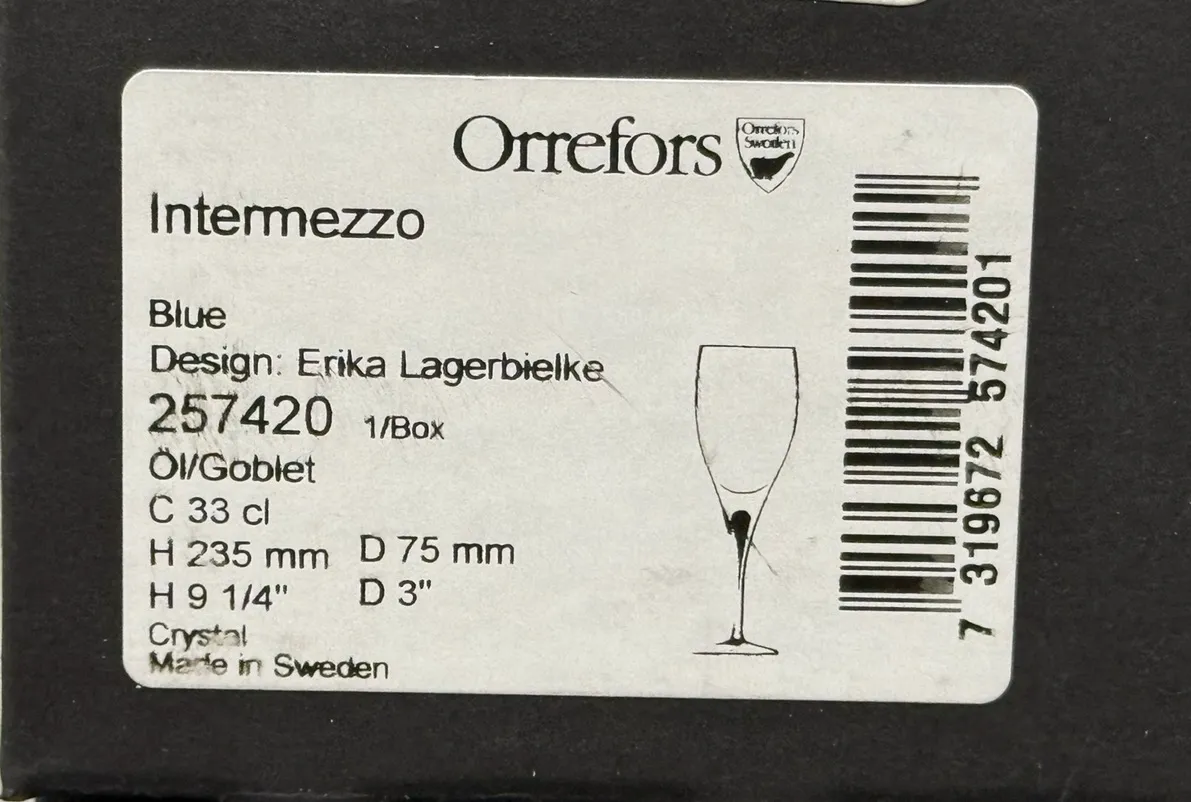 Orrefors
Orrefors
Sweden
Intermezzo
Blue
Design: Erika Lagerbielke
257420 1/Box
Öl/Goblet
C 33 cl
H 235 mm D 75 mm
H 9 1/4" D 3"
Crystal
Made in Sweden
7 319672 574201